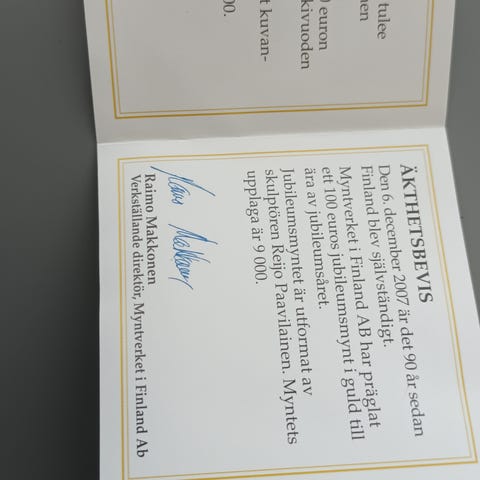 tulee
nen
0 euron
kivuoden
t kuvan-
00.
ÄKTHETSBEVIS
Den 6. december 2007 är det 90 år sedan
Finland blev självständigt.
Myntverket i Finland AB har präglat
ett 100 euros jubileumsmynt i guld till
ära av jubileumsåret.
Jubileumsmyntet är utformat av
skulptören Reijo Paavilainen. Myntets
upplaga är 9 000.
Raimo Makkonen
Verkställande direktör, Myntverket i Finland Ab